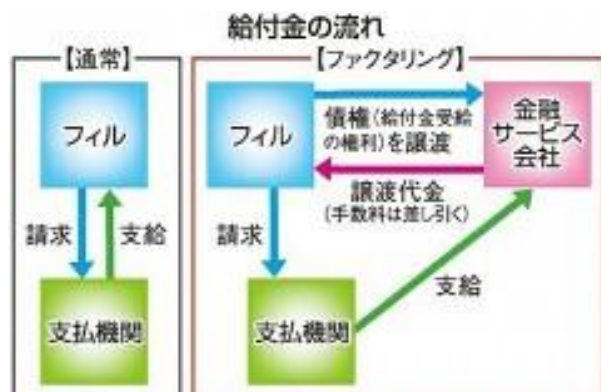 給付金の流れ
【通常】
フィル
請求
支給
支払機関
【ファクタリング】
フィル
債権(給付金受給
の権利)を譲渡
金融
サービス
会社
譲渡代金
(手数料は差し引く)
請求
支給
支払機関